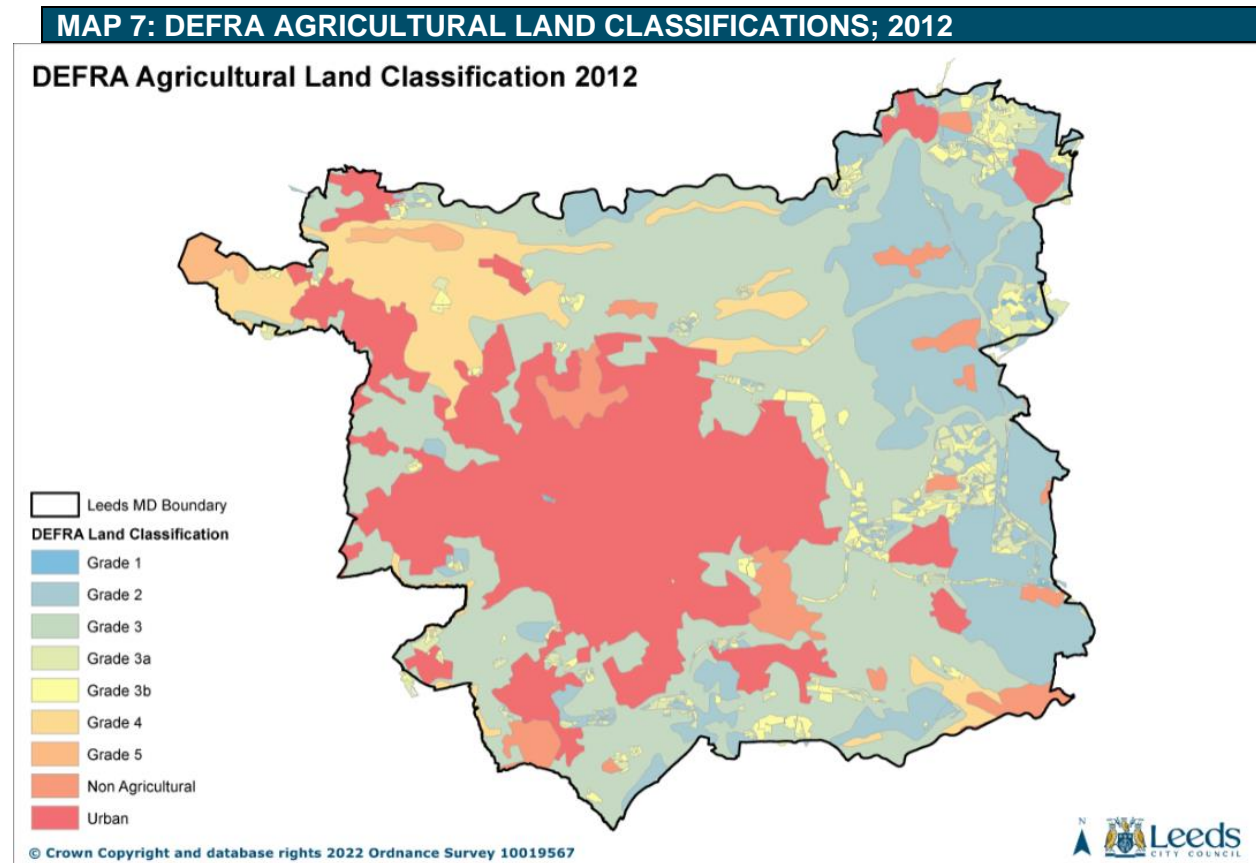 MAP 7: DEFRA AGRICULTURAL LAND CLASSIFICATIONS; 2012
DEFRA Agricultural Land Classification 2012
Leeds MD Boundary
DEFRA Land Classification
Grade 1
Grade 2
Grade 3
Grade 3a
Grade 3b
Grade 4
Grade 5
Non Agricultural
Urban
© Crown Copyright and database rights 2022 Ordnance Survey 10019567
N
Leeds
CITY COUNCIL